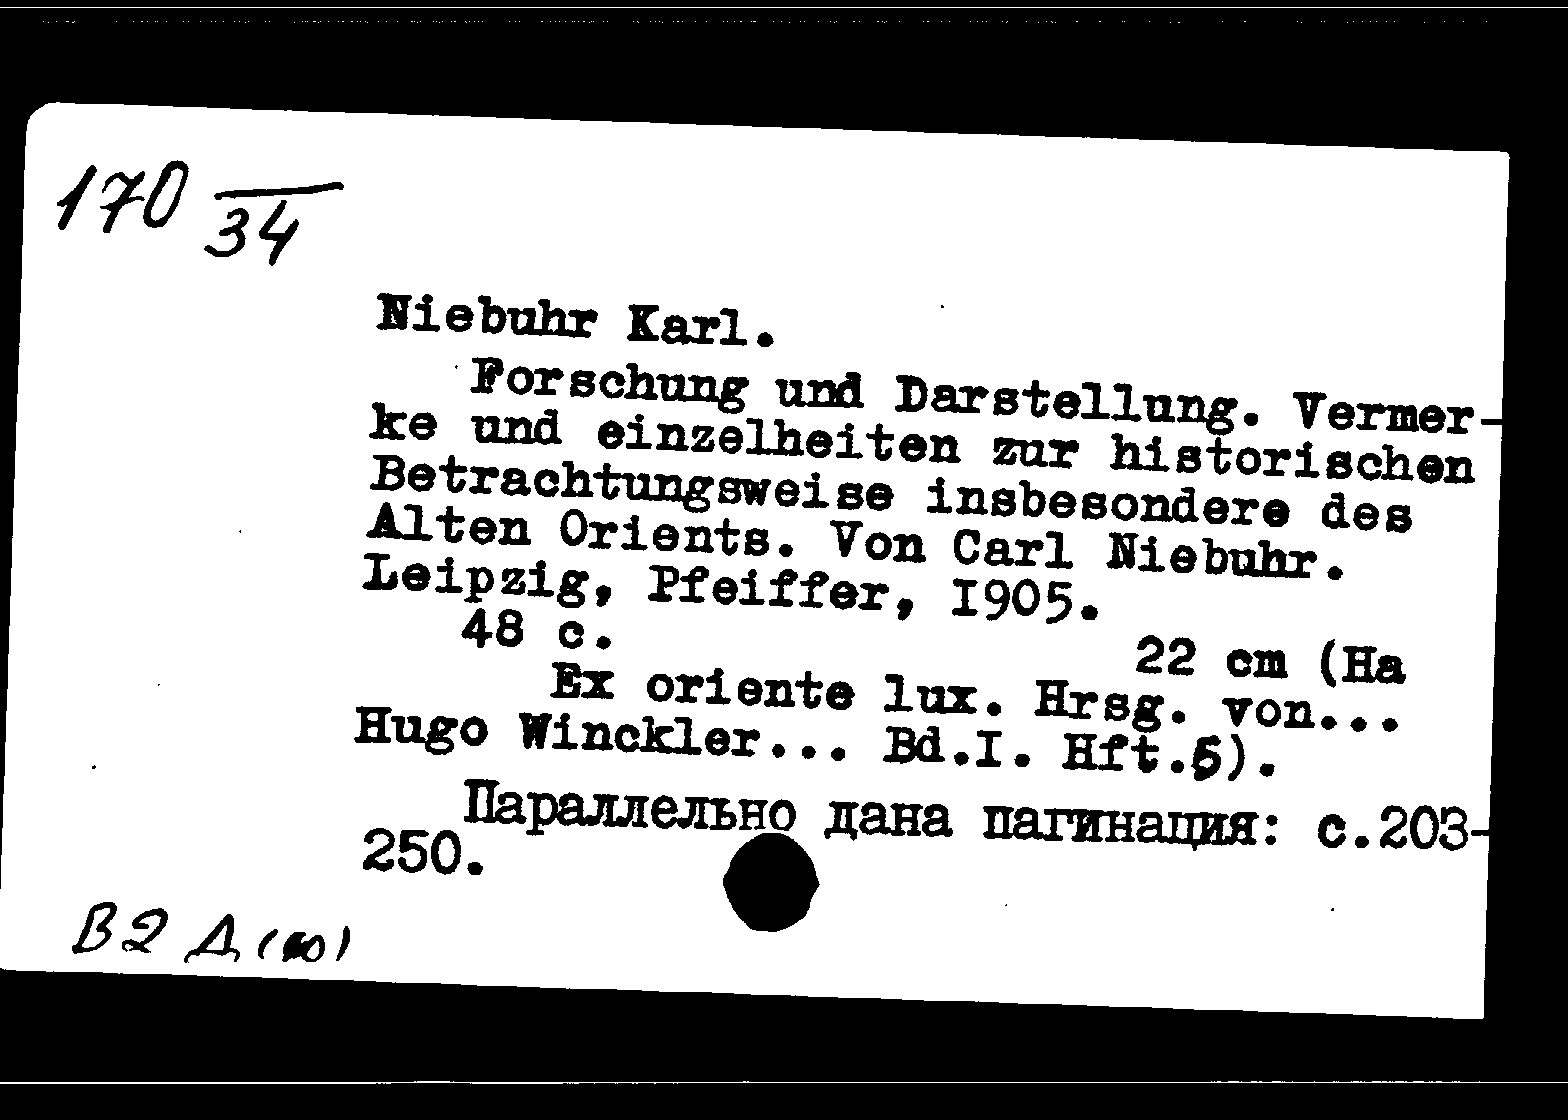 170 34
Niebuhr Karl.
Forschung und Darstellung. Vermer-
ke und einzelheiten zur historischen
Betrachtungsweise insbesondere des
Alten Orients. Von Carl Niebuhr.
Leipzig, Pfeiffer, I905.
48 с. 22 cm (На
Ex oriente lux. Hrsg. von...
Hugo Winckler... Bd.I. Hft.5).
Параллельно дана пагинация: с.203-
250.
В2 Д